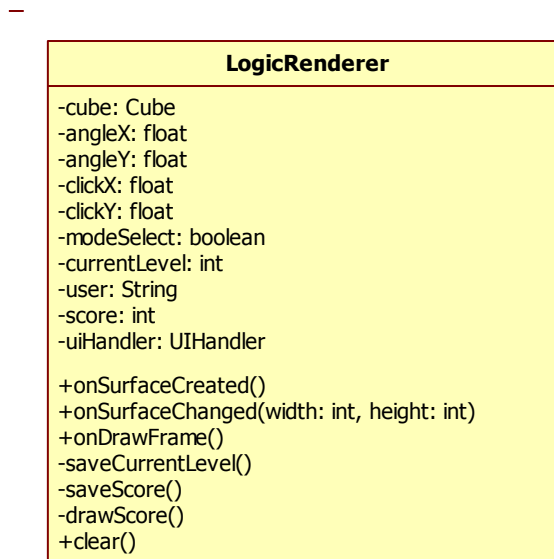 LogicRenderer
-cube: Cube
-angleX: float
-angleY: float
-clickX: float
-clickY: float
-modeSelect: boolean
-currentLevel: int
-user: String
-score: int
-uiHandler: UIHandler
+onSurfaceCreated()
+onSurfaceChanged(width: int, height: int)
+onDrawFrame()
-saveCurrentLevel()
-saveScore()
-drawScore()
+clear()